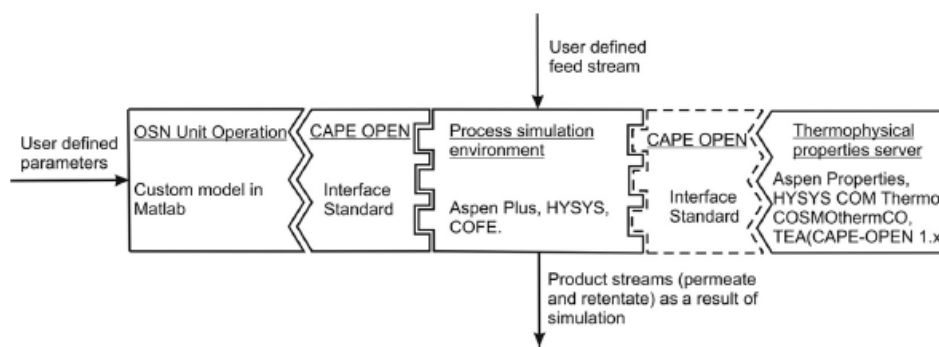 User defined
feed stream
User defined
parameters
OSN Unit Operation
Custom model in
Matlab
CAPE OPEN
Interface
Standard
Process simulation
environment
Aspen Plus, HYSYS,
COFE.
CAPE OPEN
Interface
Standard
Thermophysical
properties server
Aspen Properties,
HYSYS COM Thermo
COSMOthermCO,
TEA(CAPE-OPEN 1.x
Product streams (permeate
and retentate) as a result of
simulation